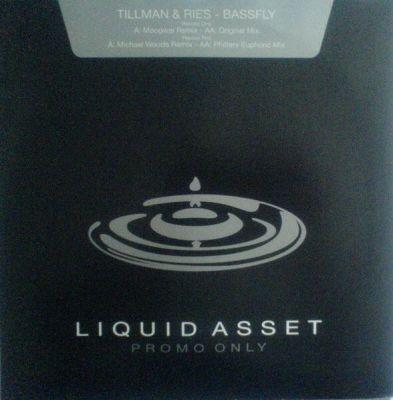 TILLMAN & RIES - BASSFLY
Record One
A: Moogwai Remix - AA: Original Mix
Record Two
A: Michael Woods Remix - AA: Philters Euphoric Mix
LIQUID ASSET
PROMO ONLY